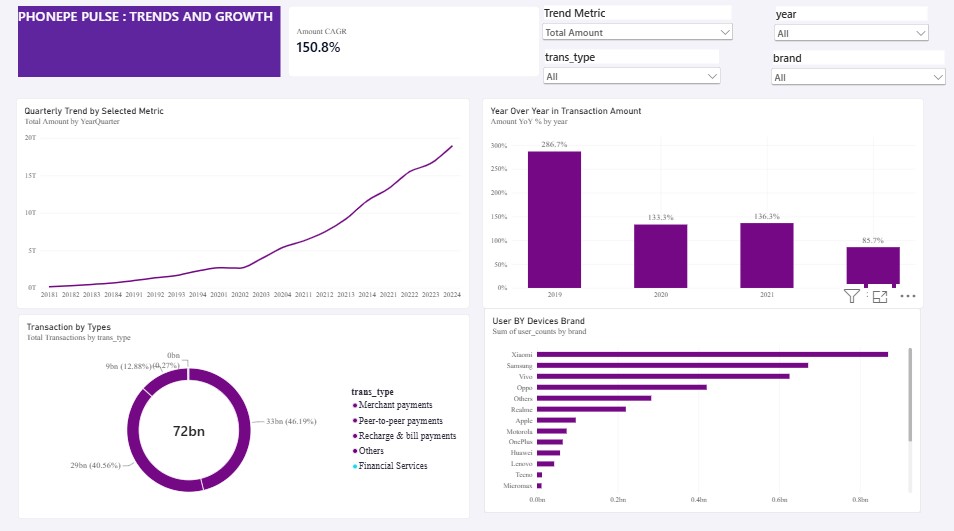 PHONEPE PULSE : TRENDS AND GROWTH
Amount CAGR
150.8%
Trend Metric
Total Amount
year
All
trans_type
All
brand
All
Quarterly Trend by Selected Metric
Total Amount by YearQuarter
20T
15T
10T
5T
0T
20181 20182 20183 20184 20191 20192 20193 20194 20201 20202 20203 20204 20211 20212 20213 20214 20221 20222 20223 20224
Year Over Year in Transaction Amount
Amount YoY % by year
300%
250%
200%
150%
100%
50%
0%
286.7%
133.3%
136.3%
85.7%
2019 2020 2021
Transaction by Types
Total Transactions by trans_type
0bn
9bn (12.88%)
(0.27%)
33bn (46.19%)
29bn (40.56%)
72bn
trans_type
Merchant payments
Peer-to-peer payments
Recharge & bill payments
Others
Financial Services
User BY Devices Brand
Sum of user_counts by brand
Xiaomi
Samsung
Vivo
Oppo
Others
Realme
Apple
Motorola
OnePlus
Huawei
Lenovo
Tecno
Micromax
0.0bn 0.2bn 0.4bn 0.6bn 0.8bn